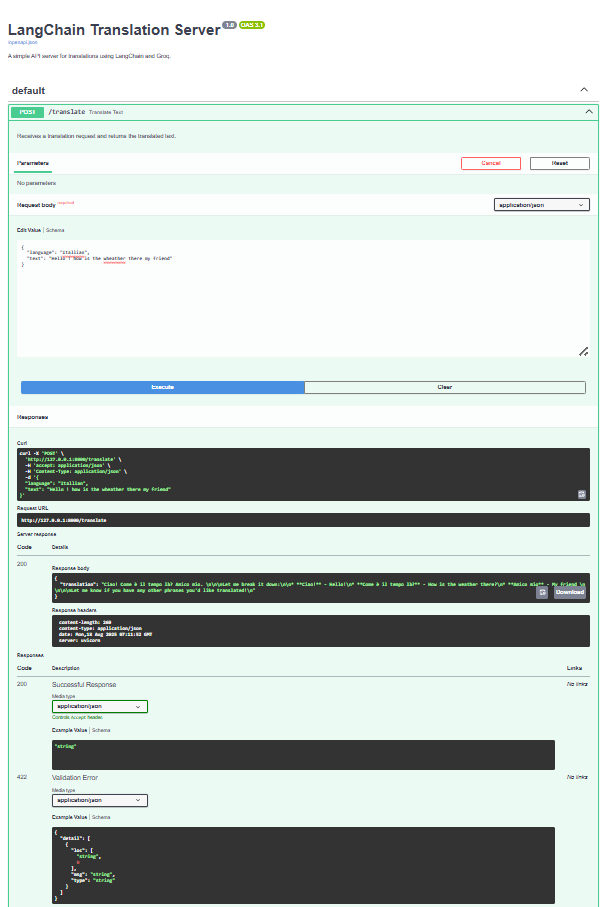 LangChain Translation Server 1.0 OAS 3.1
/openapi.json
A simple API server for translations using LangChain and Groq.
default
POST /translate Translate Text
Receives a translation request and returns the translated text.
Parameters
Cancel
Reset
No parameters
Request body required
application/json
Edit Value | Schema
{
"language": "itallian",
"text": "Hello ! how is the wheather there my friend"
}
Execute
Clear
Responses
Curl
curl -X 'POST' \
'http://127.0.0.1:8000/translate' \
-H 'accept: application/json' \
-H 'Content-Type: application/json' \
-d '{
"language": "itallian",
"text": "Hello ! how is the wheather there my friend"
}'
Request URL
http://127.0.0.1:8000/translate
Server response
Code Details
200
Response body
{
"translation": "Ciao! Come è il tempo là? Amico mio. \n\n\nLet me break it down:\n\n* **Ciao!** - Hello!\n* **Come è il tempo là?** - How is the weather there?\n* **Amico mio** - My friend \n
\n\n\nLet me know if you have any other phrases you'd like translated!\n"
}
Download
Response headers
content-type: application/json
date: Mon,18 Aug 2025 07:11:52 GMT
server: uvicorn
Responses
Code Description Links
200 Successful Response No links
Media type
application/json
Controls Accept header.
Example Value | Schema
"string"
422 Validation Error No links
Media type
application/json
Example Value | Schema
{
"detail": [
{
"loc": [
"string",
0
],
"msg": "string",
"type": "string"
}
]
}